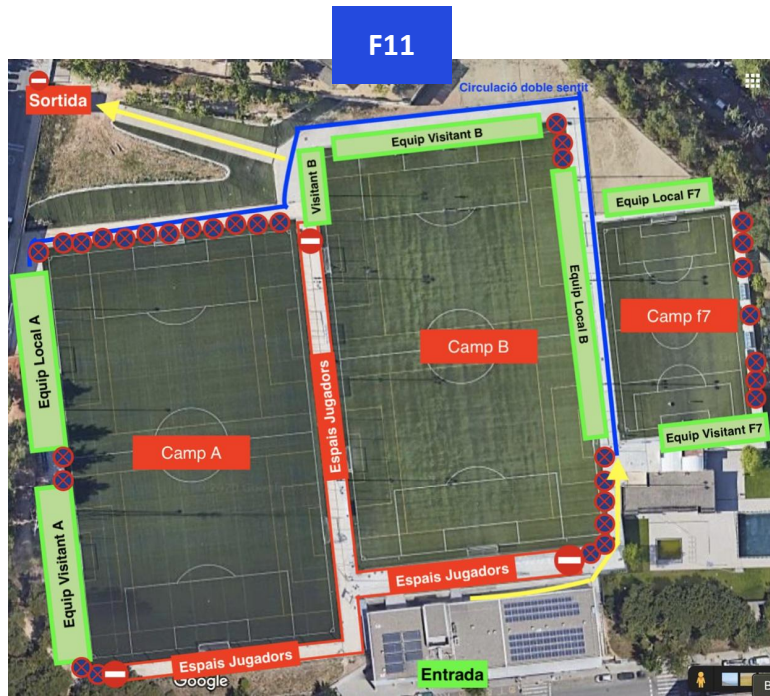 F11
Sortida
Circulació doble sentit
Equip Visitant B
Visitant B
Equip Local F7
Equip Local A
Equip Local B
Camp f7
Camp B
Espais Jugadors
Camp A
Equip Visitant F7
Equip Visitant A
Espais Jugadors
Espais Jugadors
Entrada
Google
B